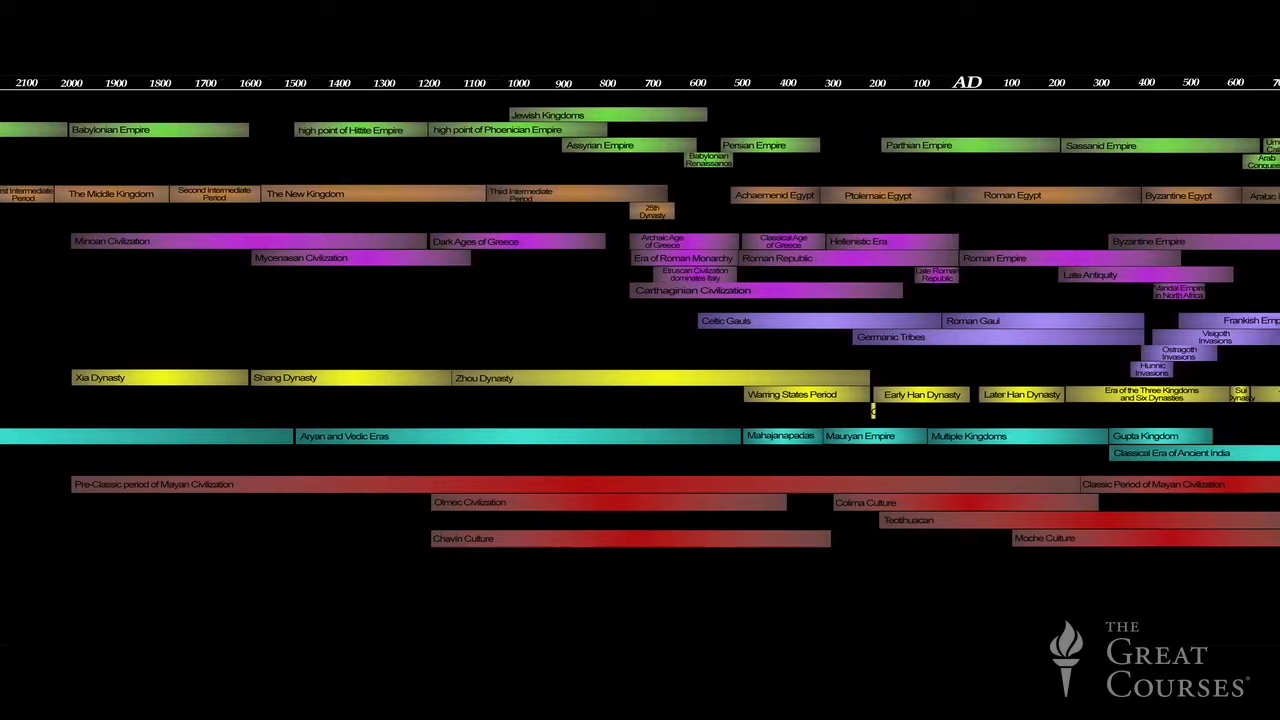 2100 2000 1900 1800 1700 1600 1500 1400 1300 1200 1100 1000 900 800 700 600 500 400 300 200 100 AD 100 200 300 400 500 600
Jewish Kingdoms
Babylonian Empire
high point of Hittite Empire
high point of Phoenician Empire
Assyrian Empire
Persian Empire
Parthian Empire
Sassanid Empire
Babylonian
Renaissance
Arab
Intermediate
Period
The Middle Kingdom
Second Intermediate
Period
The New Kingdom
Third Intermediate
Period
Achaemenid Egypt
Ptolemaic Egypt
Roman Egypt
Byzantine Egypt
Arabic
25th
Dynasty
Minoan Civilization
Dark Ages of Greece
Archaic Age
of Greece
Classical Age
of Greece
Hellenistic Era
Byzantine Empire
Mycenaean Civilization
Era of Roman Monarchy
Roman Republic
Roman Empire
Etruscan Civilization
dominates Italy
Late Roman
Republic
Late Antiquity
Carthaginian Civilization
Vandal Empire
in North Africa
Celtic Gauls
Roman Gaul
Frankish Emp
Germanic Tribes
Visigoth
Invasions
Ostragoth
Invasions
Hunnic
Invasions
Xia Dynasty
Shang Dynasty
Zhou Dynasty
Warring States Period
Early Han Dynasty
Later Han Dynasty
Era of the Three Kingdoms
and Six Dynasties
Sui
Aryan and Vedic Eras
Mahajanapadas
Mauryan Empire
Multiple Kingdoms
Gupta Kingdom
Classical Era of Ancient India
Pre-Classic period of Mayan Civilization
Classic Period of Mayan Civilization
Olmec Civilization
Colima Culture
Teotihuacan
Chavin Culture
Moche Culture
THE
GREAT
COURSES®